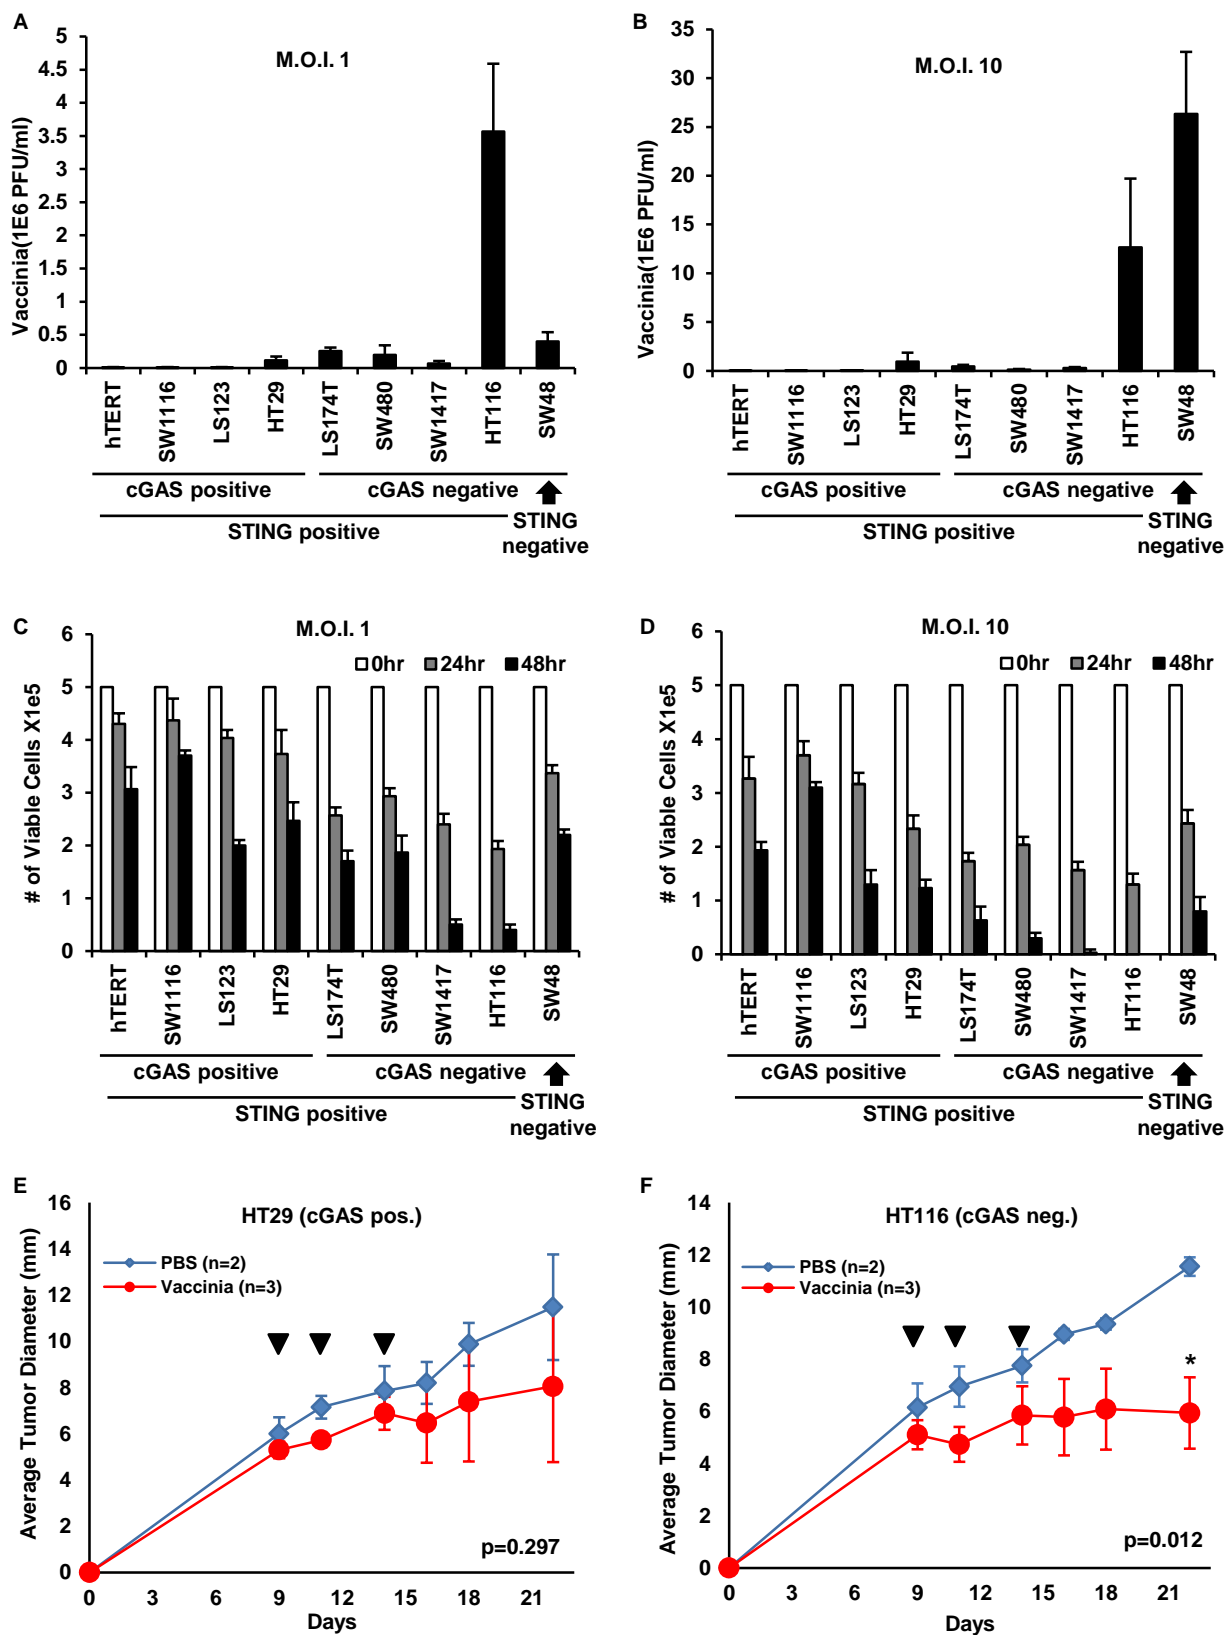 A
M.O.I. 1
Vaccinia(1E6 PFU/ml)
5
4.5
4
3.5
3
2.5
2
1.5
1
0.5
0
hTERT
SW1116
LS123
HT29
LS174T
SW480
SW1417
HT116
SW48
cGAS positive
cGAS negative
STING positive
STING
negative
B
M.O.I. 10
Vaccinia(1E6 PFU/ml)
35
30
25
20
15
10
5
0
hTERT
SW1116
LS123
HT29
LS174T
SW480
SW1417
HT116
SW48
cGAS positive
cGAS negative
STING positive
STING
negative
C
M.O.I. 1
0hr 24hr 48hr
# of Viable Cells X1e5
6
5
4
3
2
1
0
hTERT
SW1116
LS123
HT29
LS174T
SW480
SW1417
HT116
SW48
cGAS positive
cGAS negative
STING positive
STING
negative
D
M.O.I. 10
0hr 24hr 48hr
# of Viable Cells X1e5
6
5
4
3
2
1
0
hTERT
SW1116
LS123
HT29
LS174T
SW480
SW1417
HT116
SW48
cGAS positive
cGAS negative
STING positive
STING
negative
E
HT29 (cGAS pos.)
PBS (n=2)
Vaccinia (n=3)
Average Tumor Diameter (mm)
16
14
12
10
8
6
4
2
0
p=0.297
0 3 6 9 12 15 18 21
Days
F
HT116 (cGAS neg.)
PBS (n=2)
Vaccinia (n=3)
Average Tumor Diameter (mm)
14
12
10
8
6
4
2
0
*
p=0.012
0 3 6 9 12 15 18 21
Days